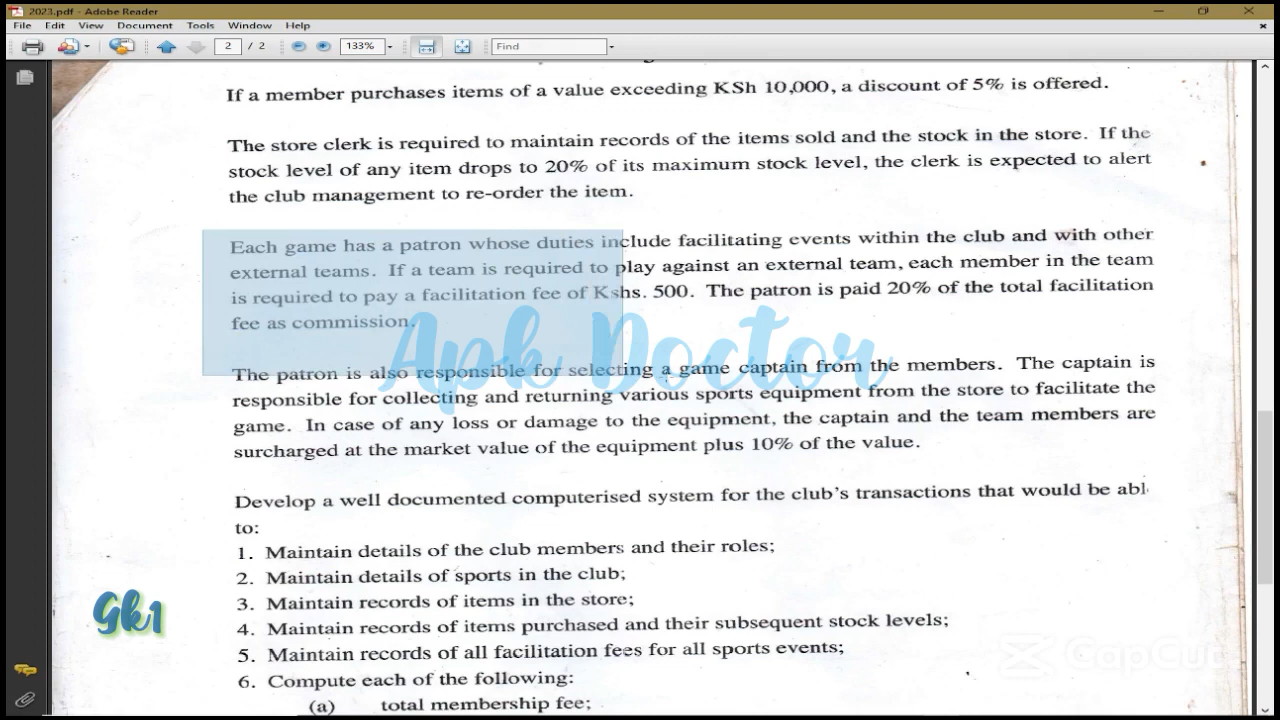 2023.pdf - Adobe Reader
File Edit View Document Tools Window Help
2 / 2 133% Find
If a member purchases items of a value exceeding KSh 10,000, a discount of 5% is offered.
The store clerk is required to maintain records of the items sold and the stock in the store. If the
stock level of any item drops to 20% of its maximum stock level, the clerk is expected to alert
the club management to re-order the item.
Each game has a patron whose duties include facilitating events within the club and with other
external teams. If a team is required to play against an external team, each member in the team
is required to pay a facilitation fee of Kshs. 500. The patron is paid 20% of the total facilitation
fee as commission.
Apk Doctor
The patron is also responsible for selecting a game captain from the members. The captain is
responsible for collecting and returning various sports equipment from the store to facilitate the
game. In case of any loss or damage to the equipment, the captain and the team members are
surcharged at the market value of the equipment plus 10% of the value.
Develop a well documented computerised system for the club's transactions that would be abl
to:
1. Maintain details of the club members and their roles;
2. Maintain details of sports in the club;
3. Maintain records of items in the store;
Gk1
4. Maintain records of items purchased and their subsequent stock levels;
5. Maintain records of all facilitation fees for all sports events;
CapCut
6. Compute each of the following:
(a) total membership fee;